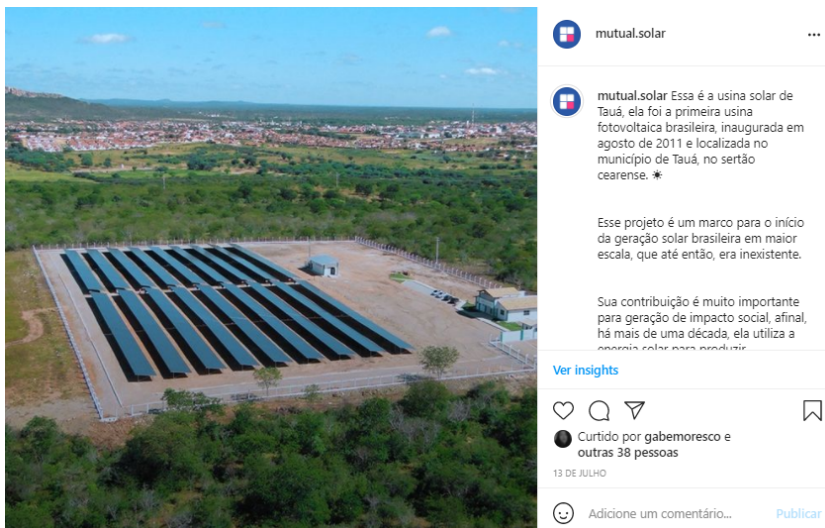 mutual.solar
mutual.solar Essa é a usina solar de
Tauá, ela foi a primeira usina
fotovoltaica brasileira, inaugurada em
agosto de 2011 e localizada no
município de Tauá, no sertão
cearense. ☀
Esse projeto é um marco para o início
da geração solar brasileira em maior
escala, que até então, era inexistente.
Sua contribuição é muito importante
para geração de impacto social, afinal,
há mais de uma década, ela utiliza a
energia solar para produzir
Ver insights
Curtido por gabemoresco e
outras 38 pessoas
13 DE JULHO
Adicione um comentário...
Publicar